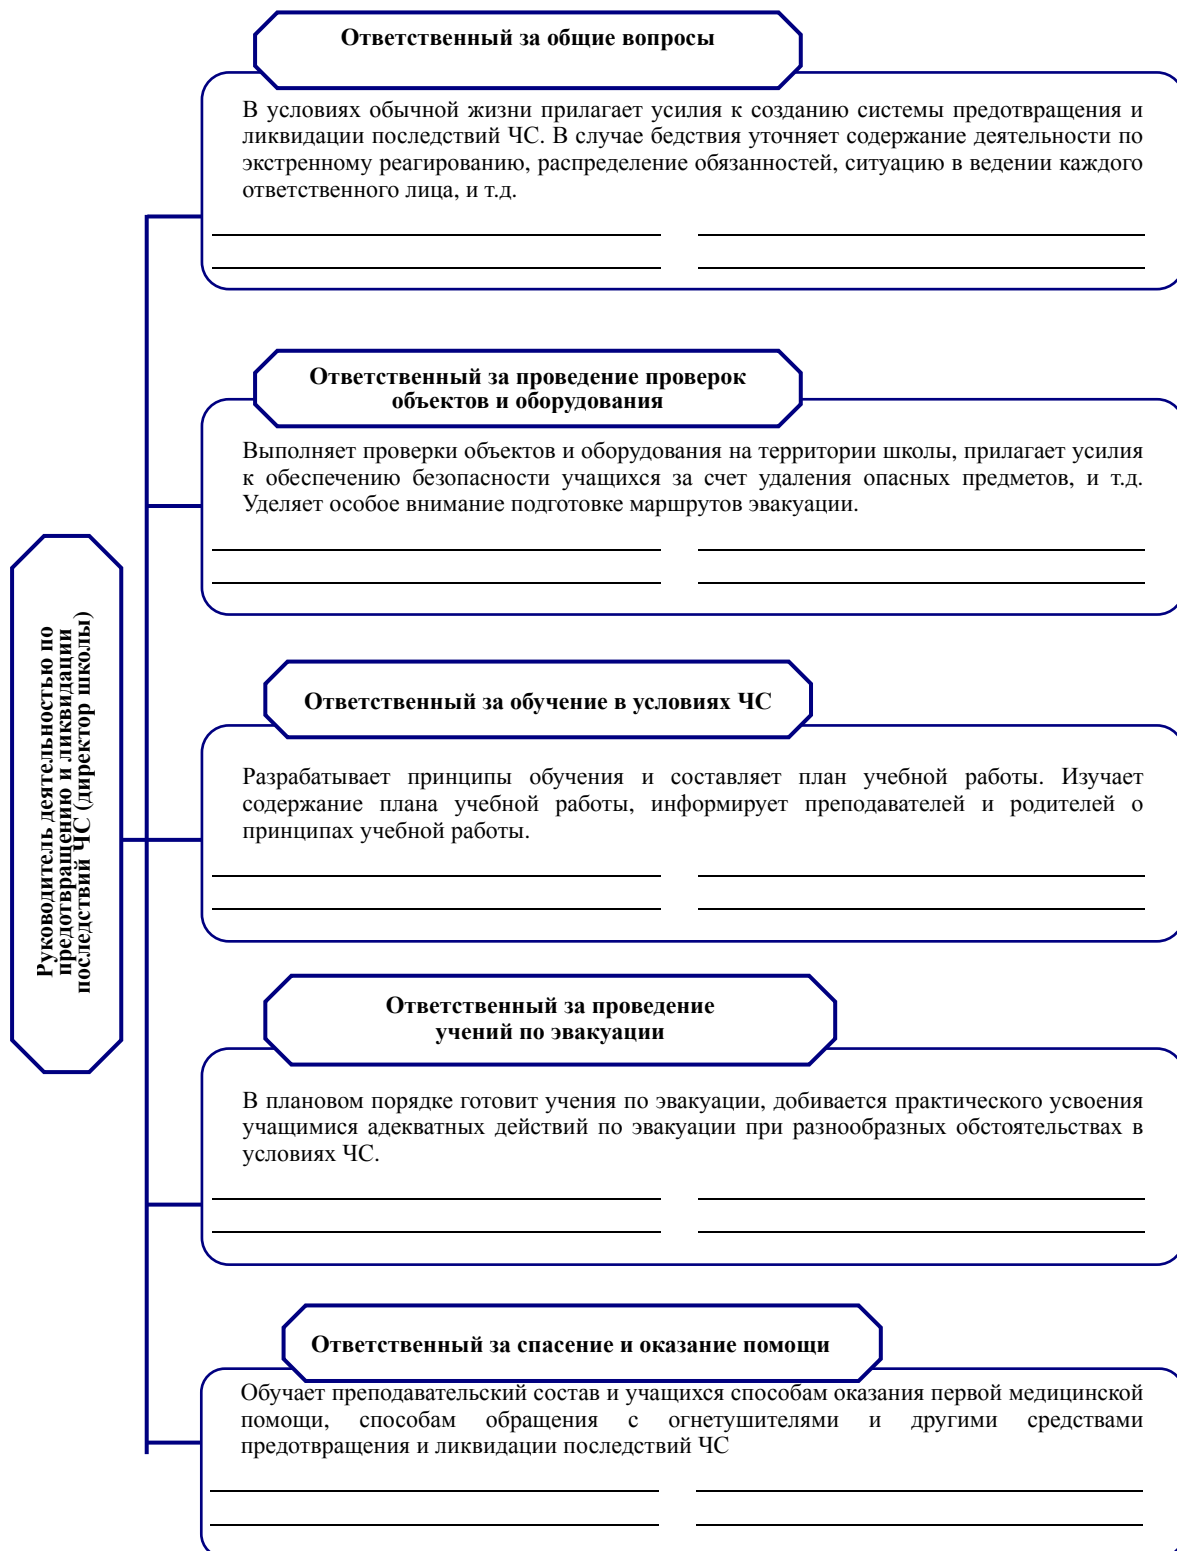 Ответственный за общие вопросы
В условиях обычной жизни прилагает усилия к созданию системы предотвращения и
ликвидации последствий ЧС. В случае бедствия уточняет содержание деятельности по
экстренному реагированию, распределение обязанностей, ситуацию в ведении каждого
ответственного лица, и т.д.
Ответственный за проведение проверок
объектов и оборудования
Выполняет проверки объектов и оборудования на территории школы, прилагает усилия
к обеспечению безопасности учащихся за счет удаления опасных предметов, и т.д.
Уделяет особое внимание подготовке маршрутов эвакуации.
Руководитель деятельностью по
предотвращению и ликвидации
последствий ЧС (директор школы)
Ответственный за обучение в условиях ЧС
Разрабатывает принципы обучения и составляет план учебной работы. Изучает
содержание плана учебной работы, информирует преподавателей и родителей о
принципах учебной работы.
Ответственный за проведение
учений по эвакуации
В плановом порядке готовит учения по эвакуации, добивается практического усвоения
учащимися адекватных действий по эвакуации при разнообразных обстоятельствах в
условиях ЧС.
Ответственный за спасение и оказание помощи
Обучает преподавательский состав и учащихся способам оказания первой медицинской
помощи, способам обращения с огнетушителями и другими средствами
предотвращения и ликвидации последствий ЧС